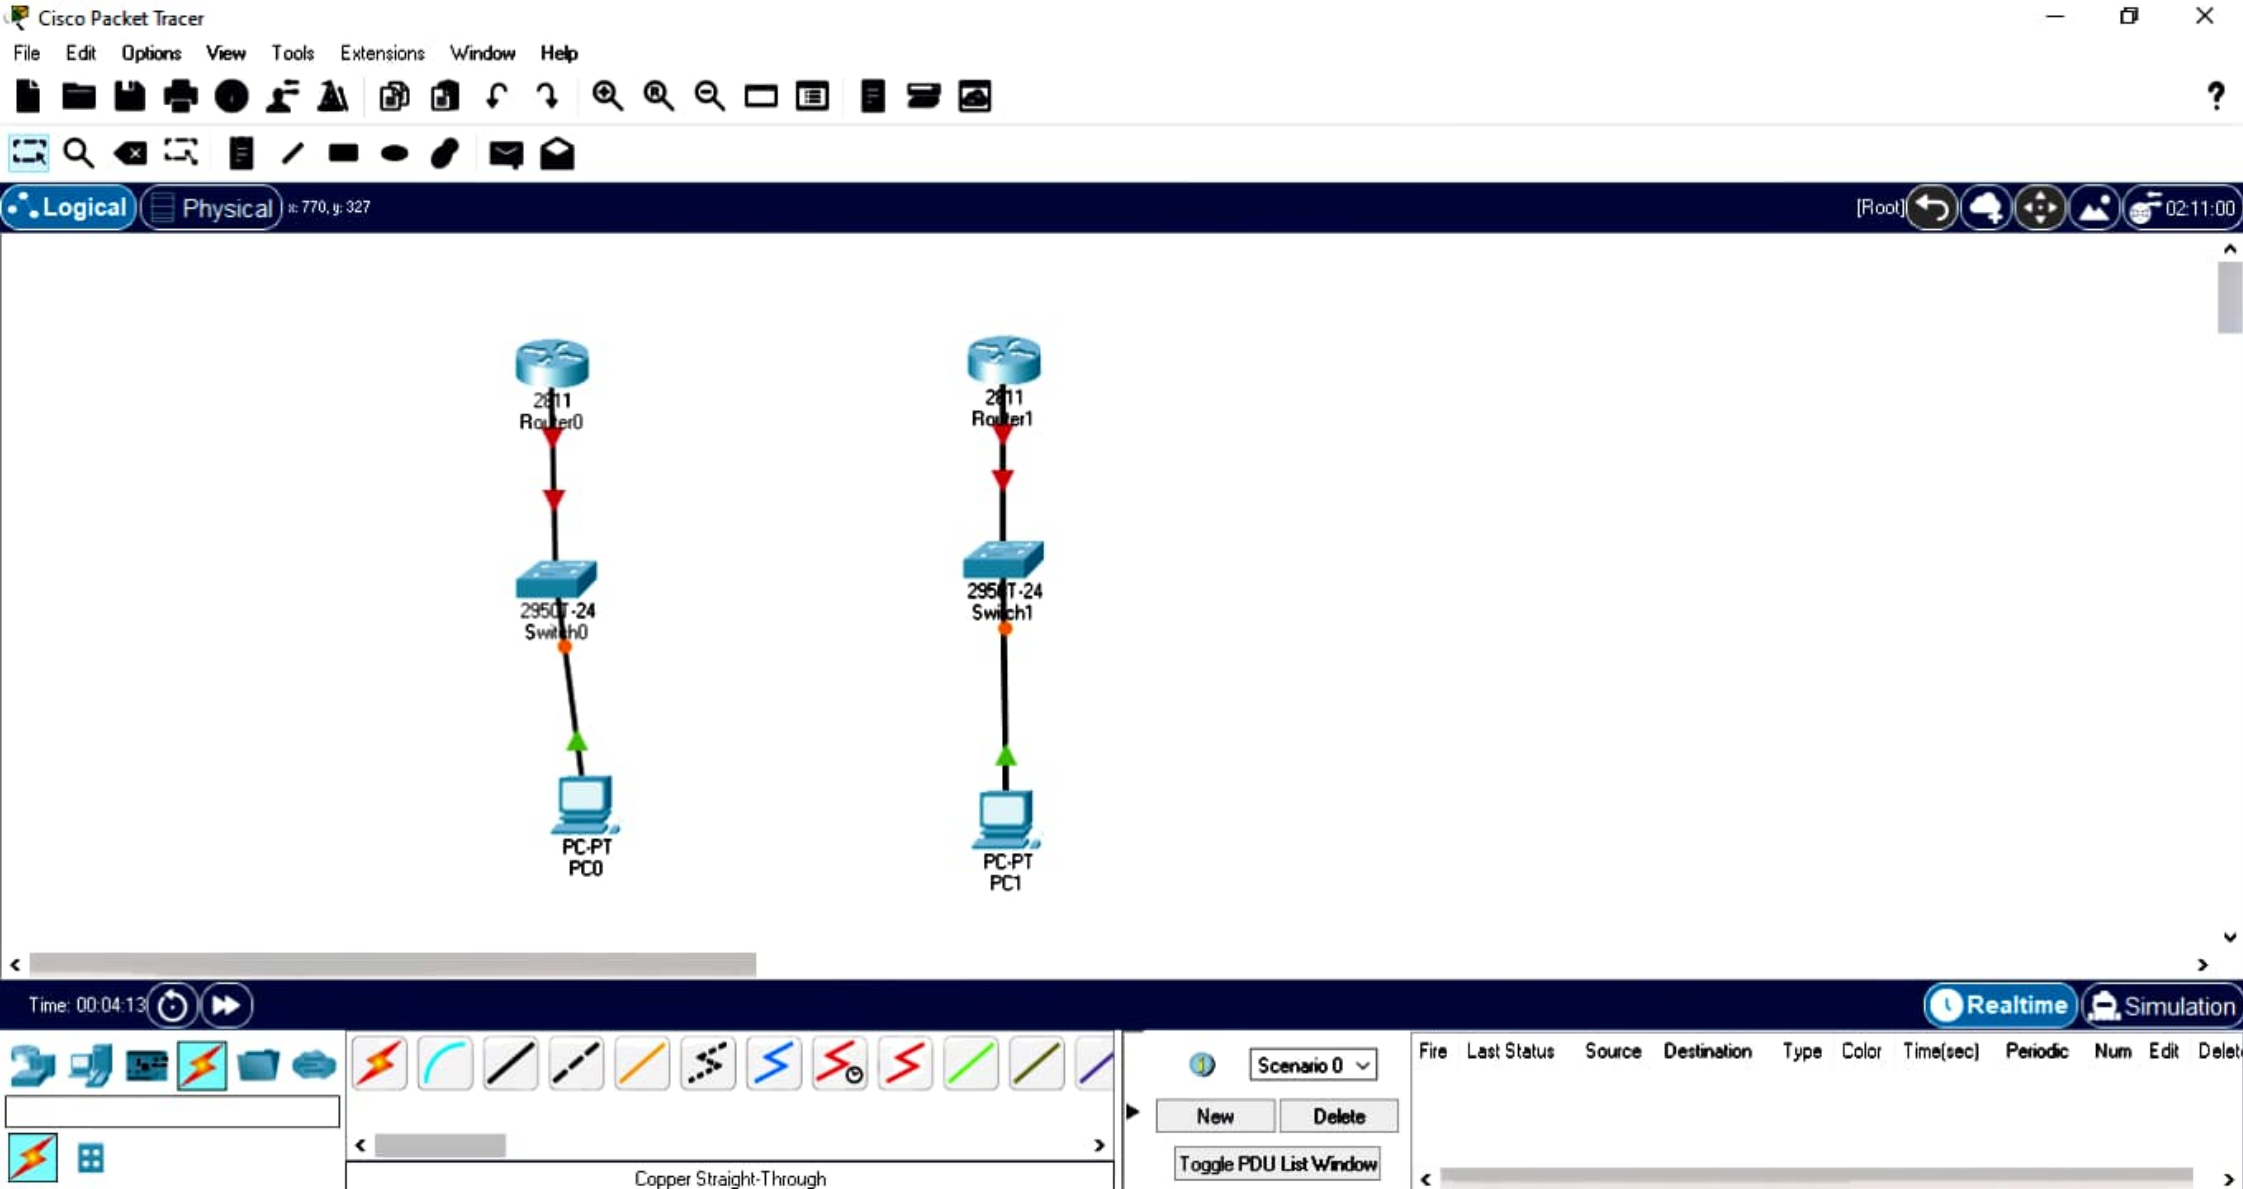 Cisco Packet Tracer
File Edit Options View Tools Extensions Window Help
?
Logical Physical x: 770, y: 327 [Root] 02:11:00
2811
Router0
2811
Router1
2950T-24
Switch0
2950T-24
Switch1
PC-PT
PC0
PC-PT
PC1
Time: 00:04:13 Realtime Simulation
Scenario 0
New Delete
Toggle PDU List Window
Fire Last Status Source Destination Type Color Time(sec) Periodic Num Edit Delet
Copper Straight-Through